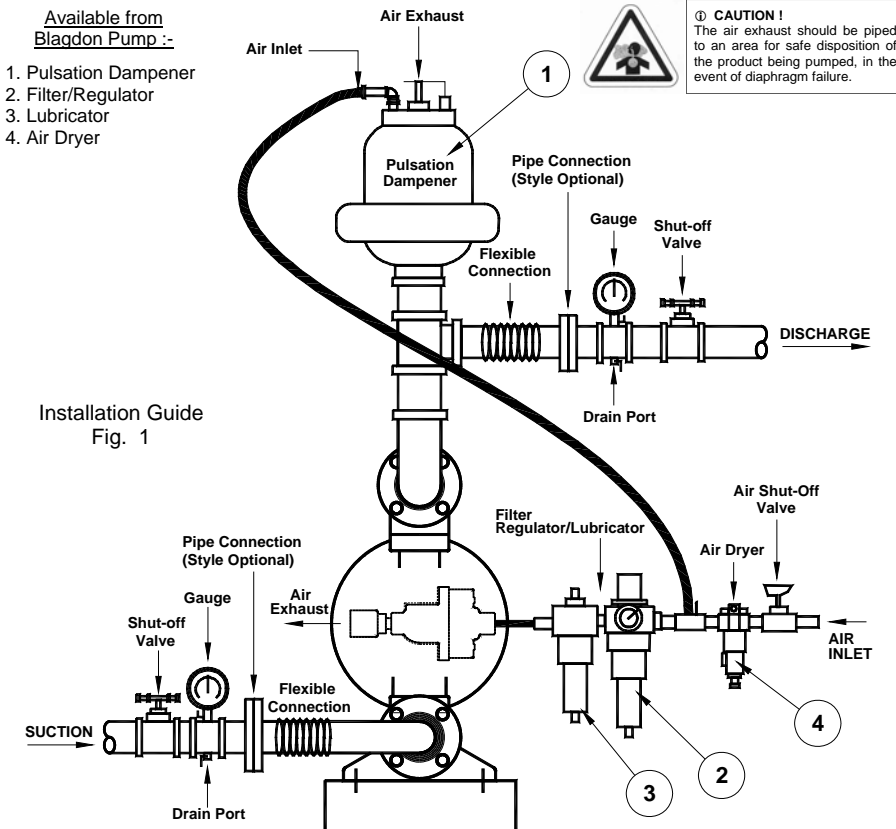 Available from
Blagdon Pump :-
1. Pulsation Dampener
2. Filter/Regulator
3. Lubricator
4. Air Dryer
Air Exhaust
Air Inlet
1
ⓘ CAUTION !
The air exhaust should be piped
to an area for safe disposition of
the product being pumped, in the
event of diaphragm failure.
Pulsation
Dampener
Pipe Connection
(Style Optional)
Gauge
Shut-off
Valve
Flexible
Connection
DISCHARGE
Drain Port
Installation Guide
Fig. 1
Air Shut-Off
Valve
Filter
Regulator/Lubricator
Air Dryer
Pipe Connection
(Style Optional)
Air
Exhaust
Gauge
Shut-off
Valve
AIR
INLET
Flexible
Connection
SUCTION
4
2
3
Drain Port